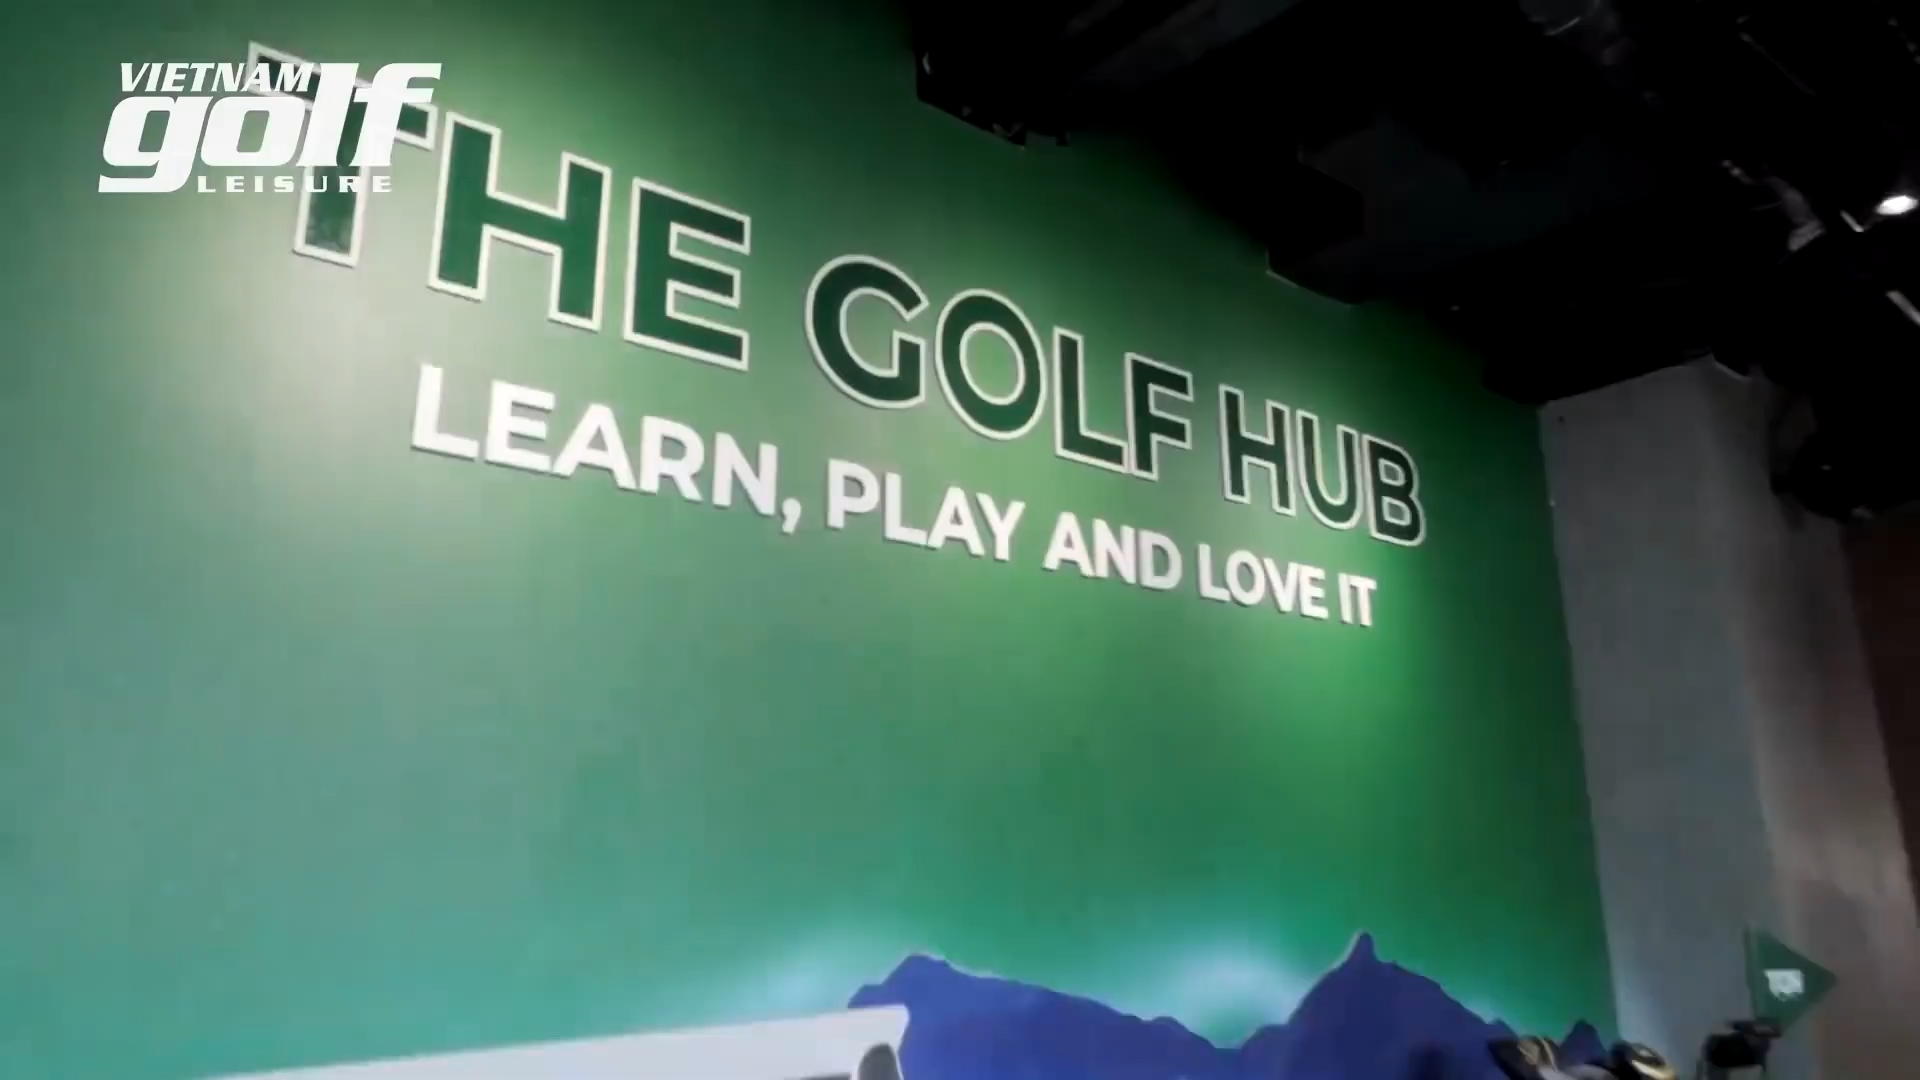 VIETNAM
golf
LEISURE
THE GOLF HUB
LEARN, PLAY AND LOVE IT